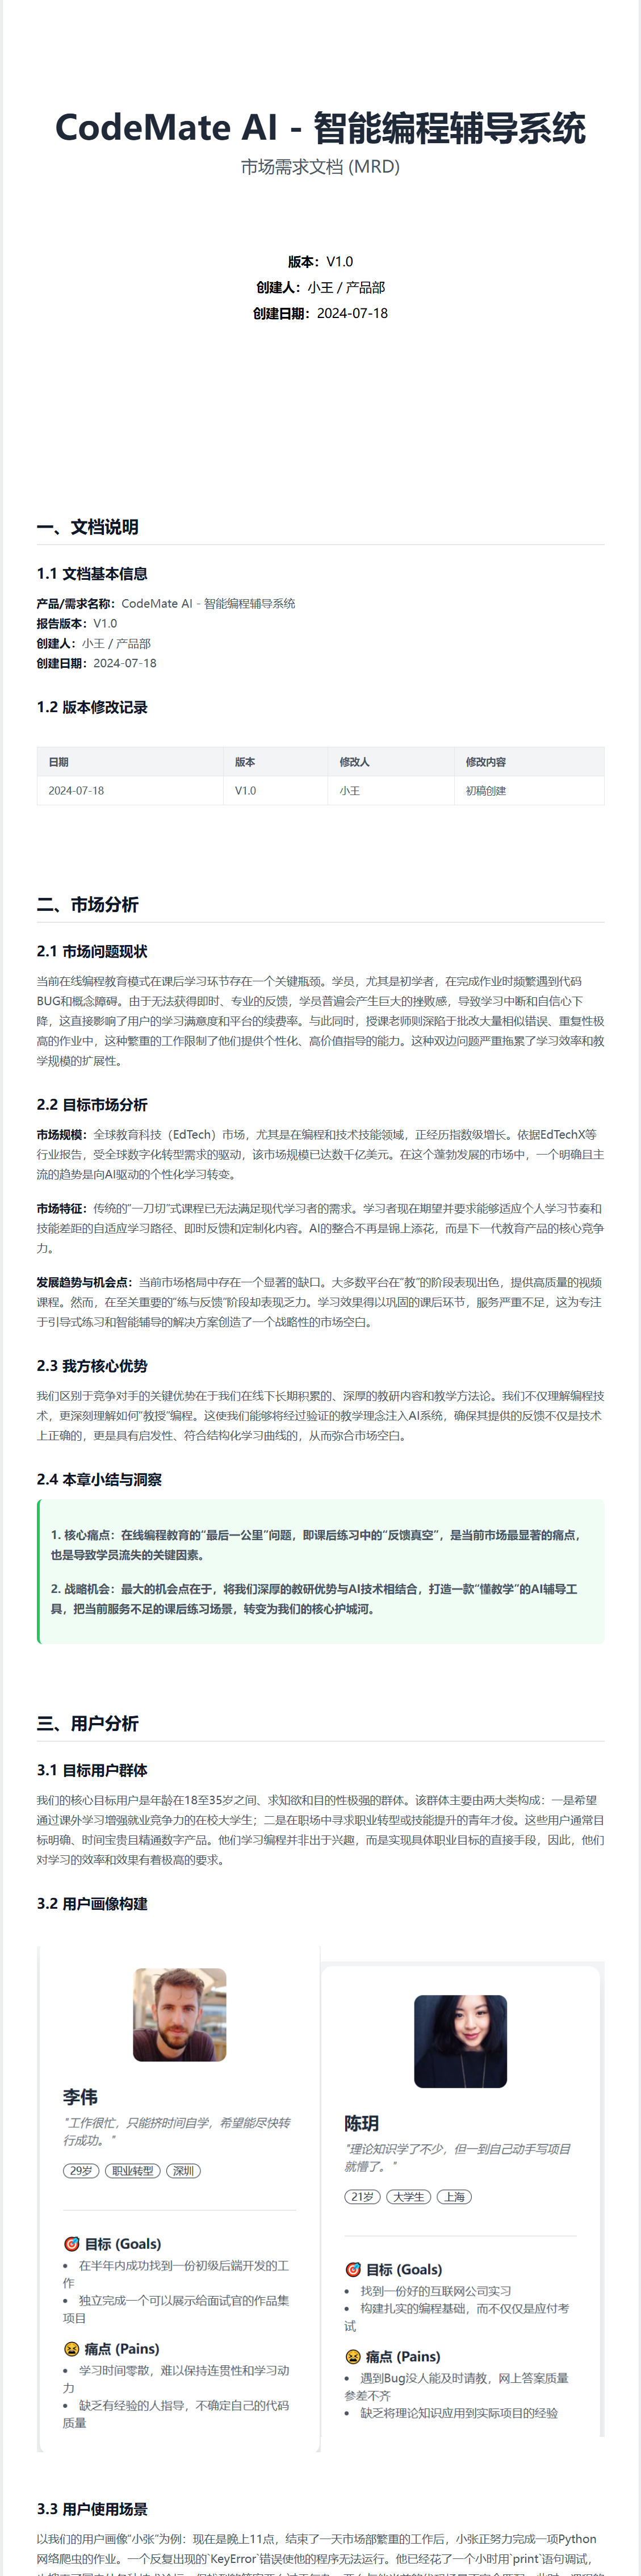 CodeMate AI - 智能编程辅导系统
市场需求文档 (MRD)
版本：V1.0
创建人：小王 / 产品部
创建日期：2024-07-18
一、文档说明
1.1 文档基本信息
产品/需求名称：CodeMate AI - 智能编程辅导系统
报告版本：V1.0
创建人：小王 / 产品部
创建日期：2024-07-18
1.2 版本修改记录
日期 版本 修改人 修改内容
2024-07-18 V1.0 小王 初稿创建
二、市场分析
2.1 市场问题现状
当前在线编程教育模式在课后学习环节存在一个关键瓶颈。学员，尤其是初学者，在完成作业时频繁遇到代码
BUG和概念障碍。由于无法获得即时、专业的反馈，学员普遍会产生巨大的挫败感，导致学习中断和自信心下
降，这直接影响了用户的学习满意度和平台的续费率。与此同时，授课老师则深陷于批改大量相似错误、重复性极
高的作业中，这种繁重的工作限制了他们提供个性化、高价值指导的能力。这种双边问题严重拖累了学习效率和教
学规模的扩展性。
2.2 目标市场分析
市场规模：全球教育科技（EdTech）市场，尤其在编程和技术技能领域，正经历指数级增长。依据EdTechX等
行业报告，受全球数字化转型需求的驱动，该市场规模已达数千亿美元。在这个蓬勃发展的市场中，一个明确且主
流的趋势是向AI驱动的个性化学习转变。
市场特征：传统的“一刀切”式课程已无法满足现代学习者的需求。学习者现在期望并要求能够适应个人学习节奏和
技能差距的自适应学习路径、即时反馈和定制化内容。AI的整合不再是锦上添花，而是下一代教育产品的核心竞争
力。
发展趋势与机会点：当前市场格局中存在一个显著的缺口。大多数平台在“教”的阶段表现出色，提供高质量的视频
课程。然而，在至关重要的“练与反馈”阶段却表现乏力。学习效果得以巩固的课后环节，服务严重不足，这为专注
于引导式练习和智能辅导的解决方案创造了一个战略性的市场空白。
2.3 我方核心优势
我们区别于竞争对手的关键优势在于我们在线下长期积累的、深厚的教研内容和教学方法论。我们不仅理解编程技
术，更深刻理解如何“教授”编程。这使我们能够将经过验证的教学理念注入AI系统，确保其提供的反馈不仅是技术
上正确的，更是具有启发性、符合结构化学习曲线的，从而弥合市场空白。
2.4 本章小结与洞察
1. 核心痛点：在线编程教育的“最后一公里”问题，即课后练习中的“反馈真空”，是当前市场最显著的痛点，
也是导致学员流失的关键因素。
2. 战略机会：最大的机会点在于，将我们深厚的教研优势与AI技术相结合，打造一款“懂教学”的AI辅导工
具，把当前服务不足的课后练习场景，转变为我们的核心护城河。
三、用户分析
3.1 目标用户群体
我们的核心目标用户是年龄在18至35岁之间、求知欲和目的性极强的群体。该群体主要由两大类构成：一是希望
通过课外学习增强就业竞争力的在校大学生；二是在职场中寻求职业转型或技能提升的青年才俊。这些用户通常目
标明确、时间宝贵且精通数字产品。他们学习编程并非出于兴趣，而是实现具体职业目标的直接手段，因此，他们
对学习的效率和效果有着极高的要求。
3.2 用户画像构建
李伟
"工作很忙，只能挤时间自学，希望能尽快转
行成功。"
29岁 职业转型 深圳
目标 (Goals)
• 在半年内成功找到一份初级后端开发的工
作
• 独立完成一个可以展示给面试官的作品集
项目
痛点 (Pains)
• 学习时间零散，难以保持连贯性和学习动
力
• 缺乏有经验的人指导，不确定自己的代码
质量
陈玥
"理论知识学了不少，但一到自己动手写项目
就懵了。"
21岁 大学生 上海
目标 (Goals)
• 找到一份好的互联网公司实习
• 构建扎实的编程基础，而不仅仅是应付考
试
痛点 (Pains)
• 遇到Bug没人能及时请教，网上答案质量
参差不齐
• 缺乏将理论知识应用到实际项目的经验
3.3 用户使用场景
以我们的用户画像“小张”为例：现在是晚上11点，结束了一天市场部繁重的工作后，小张正努力完成一项Python
网络爬虫的作业。一个反复出现的`KeyError`错误使他的程序无法运行。他已经花了一个小时用`print`语句调试，